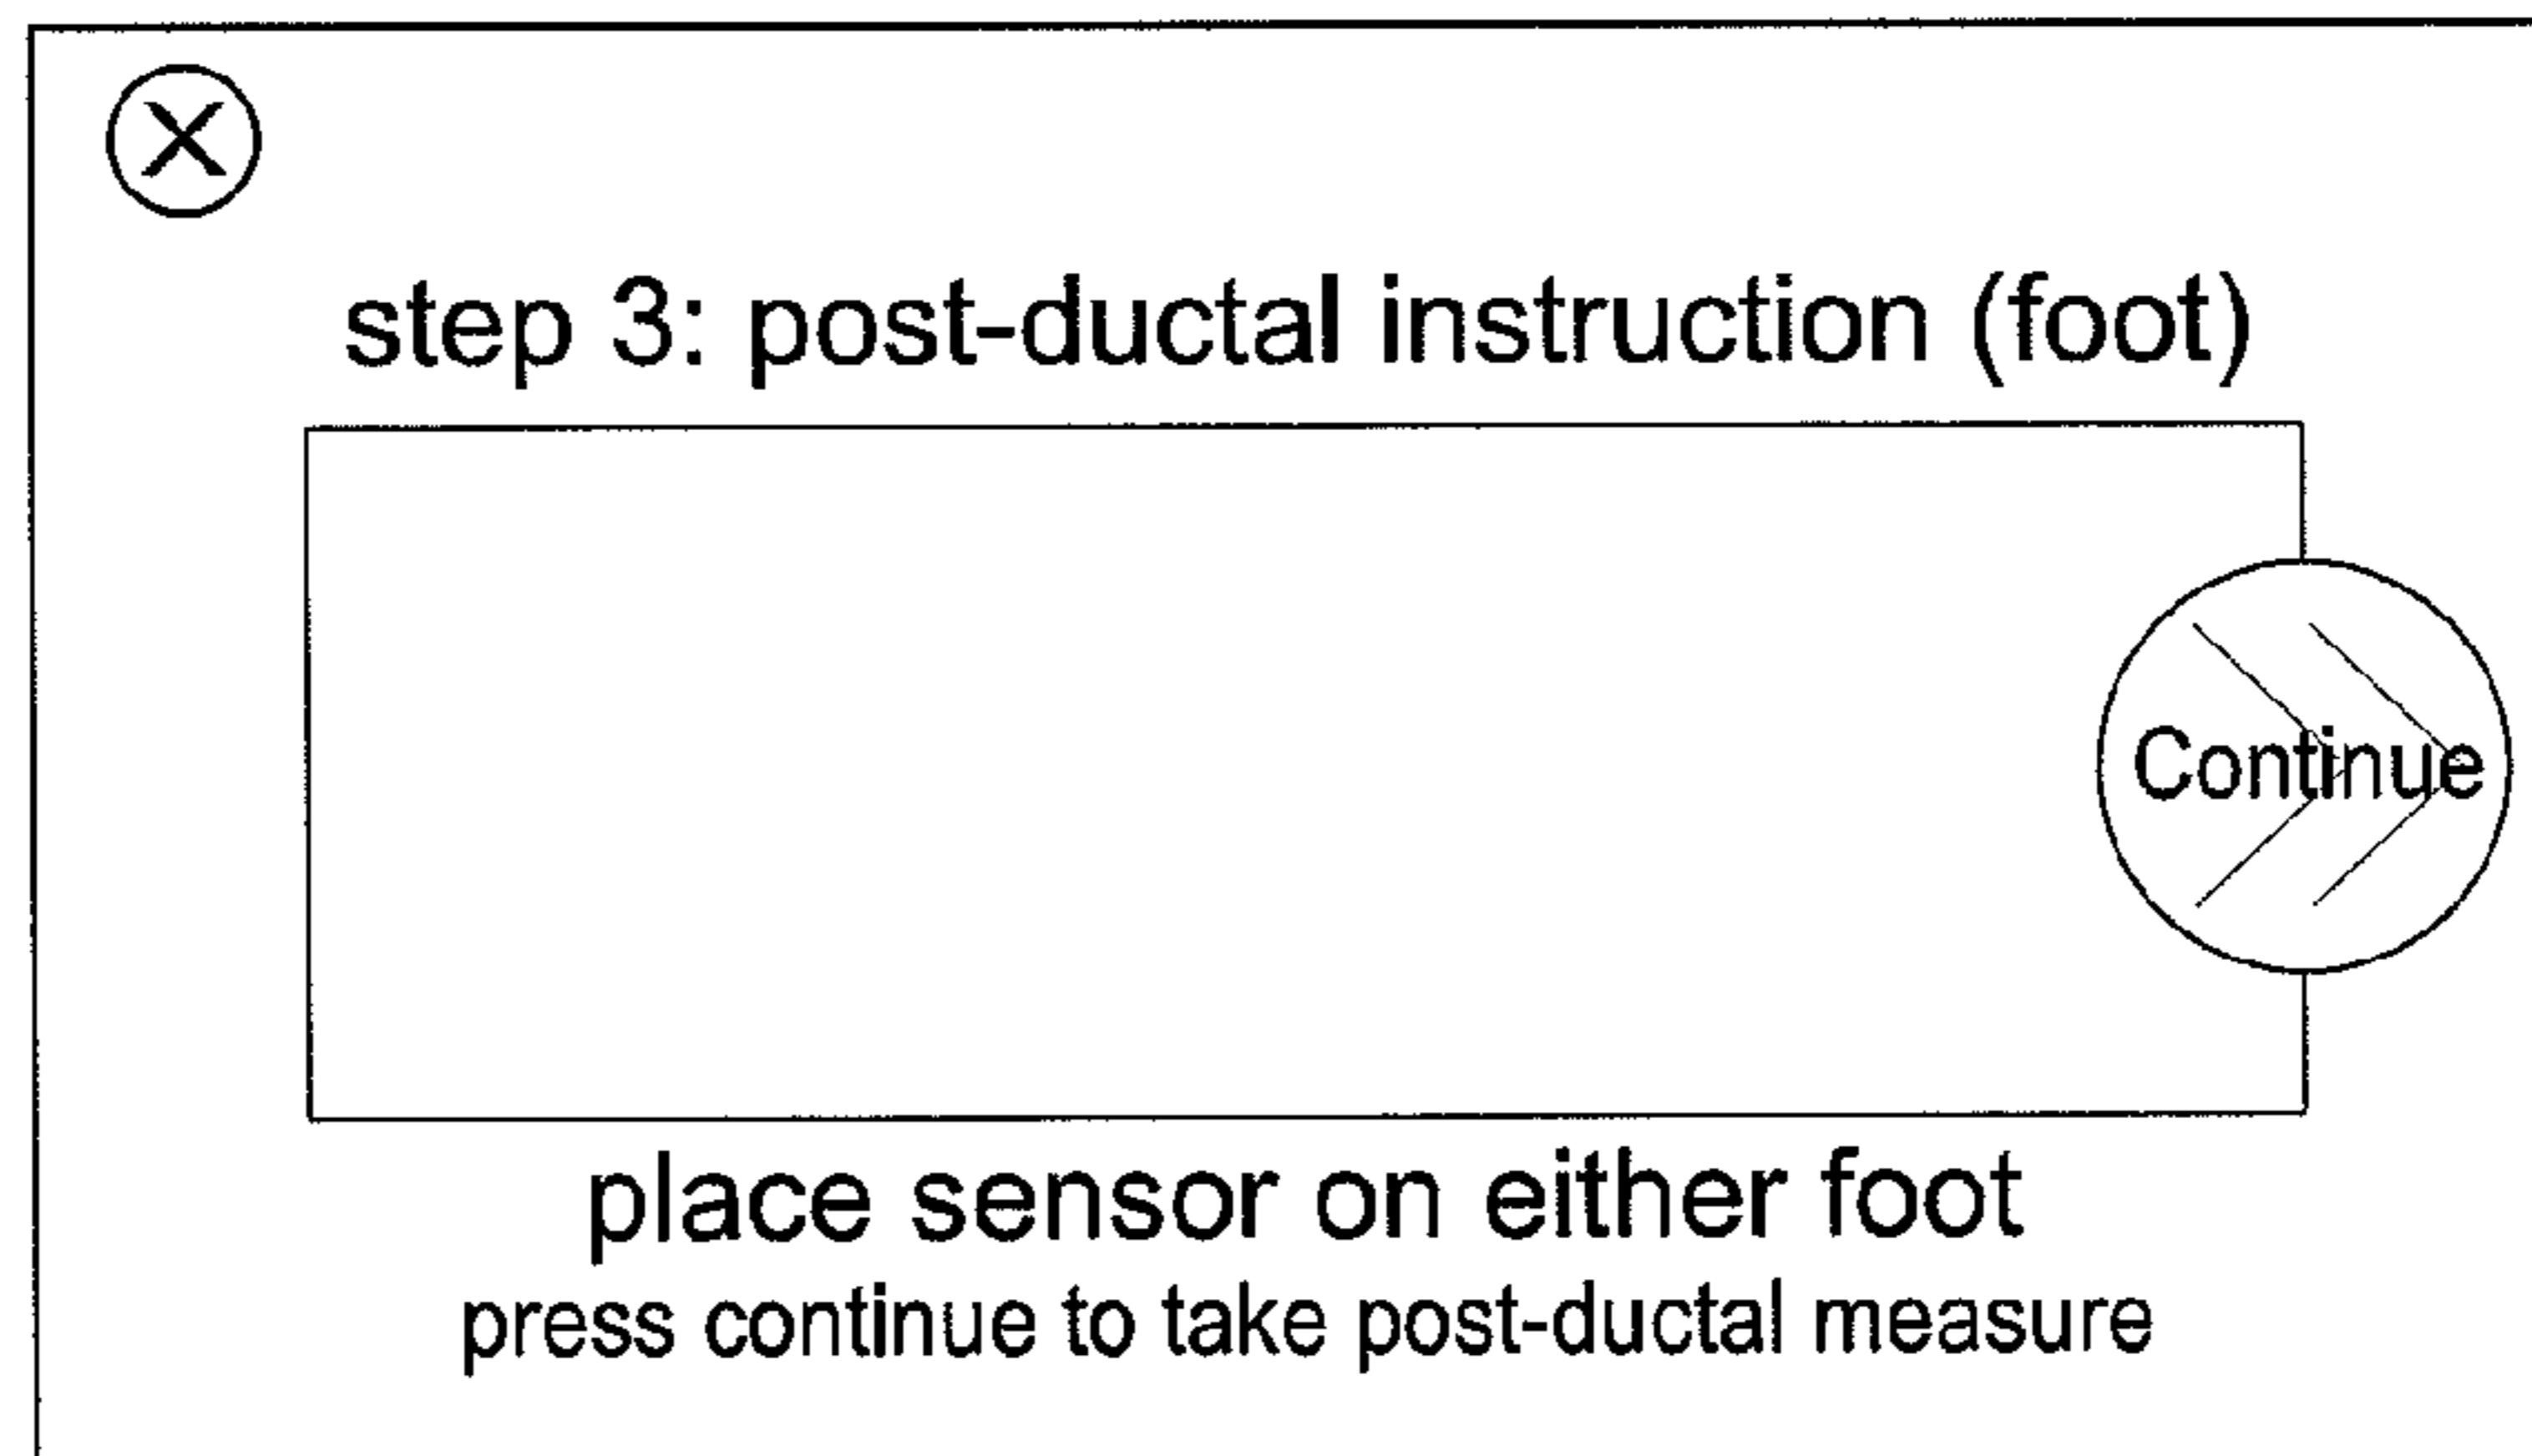 X
step 3: post-ductal instruction (foot)
Continue
place sensor on either foot
press continue to take post-ductal measure